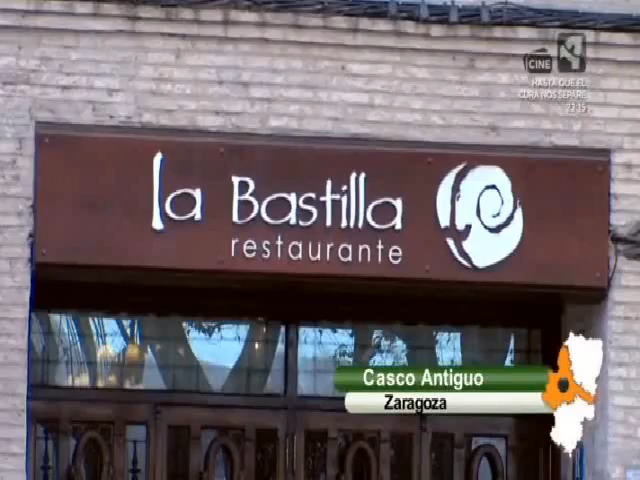 CINE
HASTA QUE EL
CURA NOS SEPARE
22:15
la Bastilla
restaurante
Casco Antiguo
Zaragoza